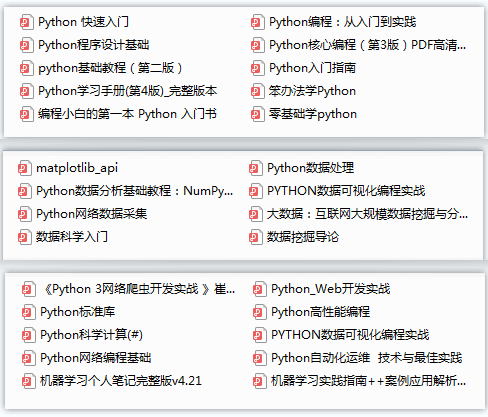 Python 快速入门
Python编程：从入门到实践
Python程序设计基础
Python核心编程（第3版）PDF高清...
python基础教程（第二版）
Python入门指南
Python学习手册(第4版)_完整版本
笨办法学Python
编程小白的第一本 Python 入门书
零基础学python
matplotlib_api
Python数据处理
Python数据分析基础教程：NumPy...
PYTHON数据可视化编程实战
Python网络数据采集
大数据：互联网大规模数据挖掘与分...
数据科学入门
数据挖掘导论
《Python 3网络爬虫开发实战 》崔...
Python_Web开发实战
Python标准库
Python高性能编程
Python科学计算(#)
PYTHON数据可视化编程实战
Python网络编程基础
Python自动化运维 技术与最佳实践
机器学习个人笔记完整版v4.21
机器学习实践指南++案例应用解析...